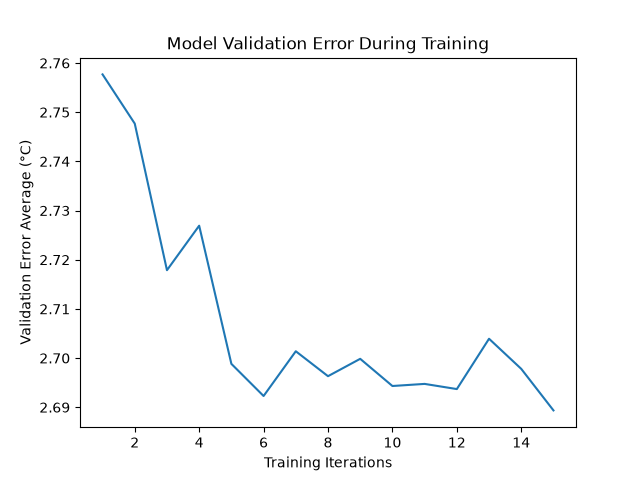 Model Validation Error During Training
Validation Error Average (°C)
2.76
2.75
2.74
2.73
2.72
2.71
2.70
2.69
2 4 6 8 10 12 14
Training Iterations